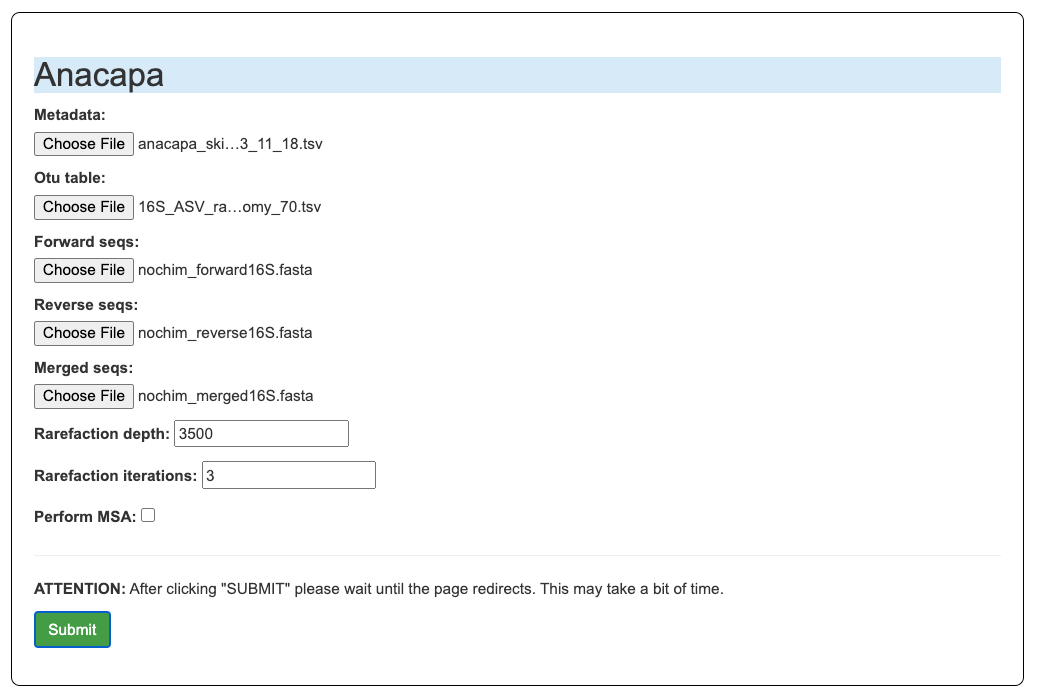 Anacapa
Metadata:
Choose File anacapa_ski...3_11_18.tsv
Otu table:
Choose File 16S_ASV_ra...omy_70.tsv
Forward seqs:
Choose File nochim_forward16S.fasta
Reverse seqs:
Choose File nochim_reverse16S.fasta
Merged seqs:
Choose File nochim_merged16S.fasta
Rarefaction depth: 3500
Rarefaction iterations: 3
Perform MSA:
ATTENTION: After clicking "SUBMIT" please wait until the page redirects. This may take a bit of time.
Submit